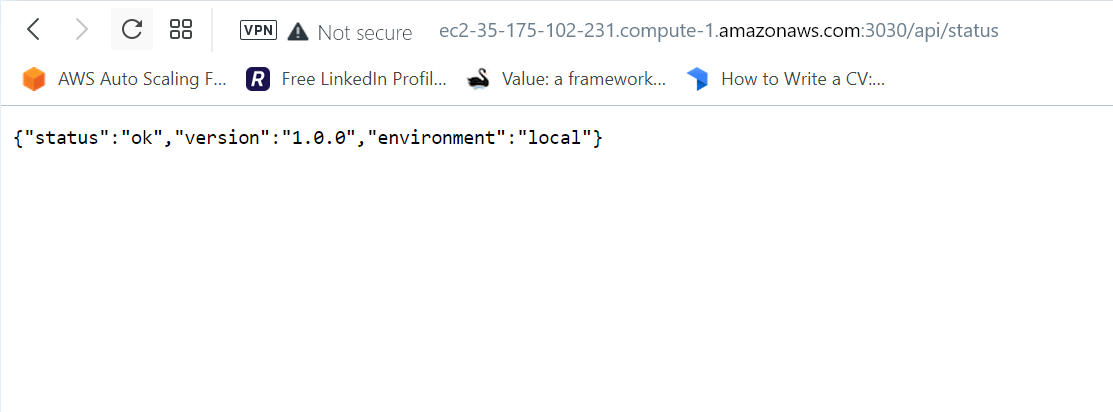 VPN Not secure ec2-35-175-102-231.compute-1.amazonaws.com:3030/api/status
AWS Auto Scaling F... R Free LinkedIn Profil... Value: a framework... How to Write a CV:...
{"status":"ok","version":"1.0.0","environment":"local"}